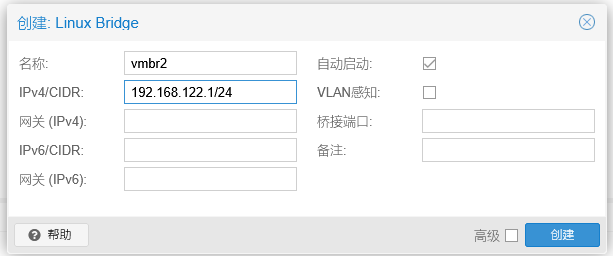 创建: Linux Bridge
名称: vmbr2 自动启动:
IPv4/CIDR: 192.168.122.1/24 VLAN感知:
网关 (IPv4): 桥接端口:
IPv6/CIDR: 备注:
网关 (IPv6):
? 帮助 高级 创建